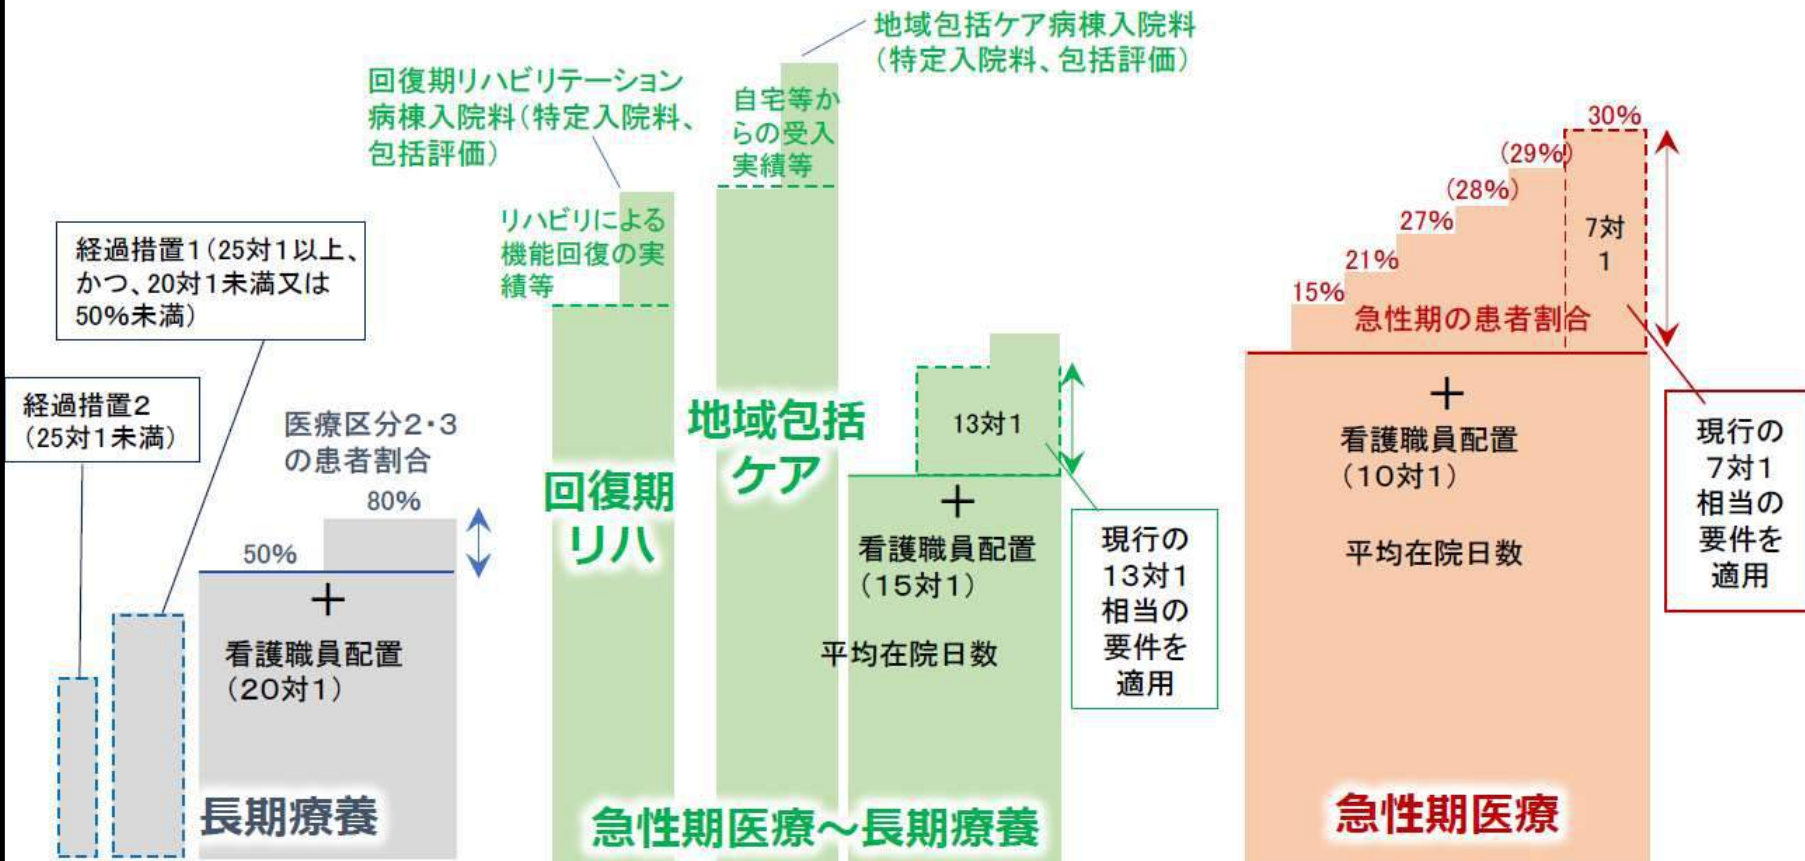 地域包括ケア病棟入院料
（特定入院料、包括評価）
回復期リハビリテーション
病棟入院料（特定入院料、
包括評価）
自宅等か
らの受入
実績等
リハビリによる
機能回復の実
績等
経過措置1（25対1以上、
かつ、20対1未満又は
50%未満）
経過措置2
（25対1未満）
医療区分2・3
の患者割合
80%
50%
＋
看護職員配置
（20対1）
長期療養
回復期
リハ
地域包括
ケア
13対1
＋
看護職員配置
（15対1）
平均在院日数
現行の
13対1
相当の
要件を
適用
急性期医療～長期療養
30%
（29%）
（28%）
27%
21%
15%
7対
1
急性期の患者割合
＋
看護職員配置
（10対1）
平均在院日数
現行の
7対1
相当の
要件を
適用
急性期医療